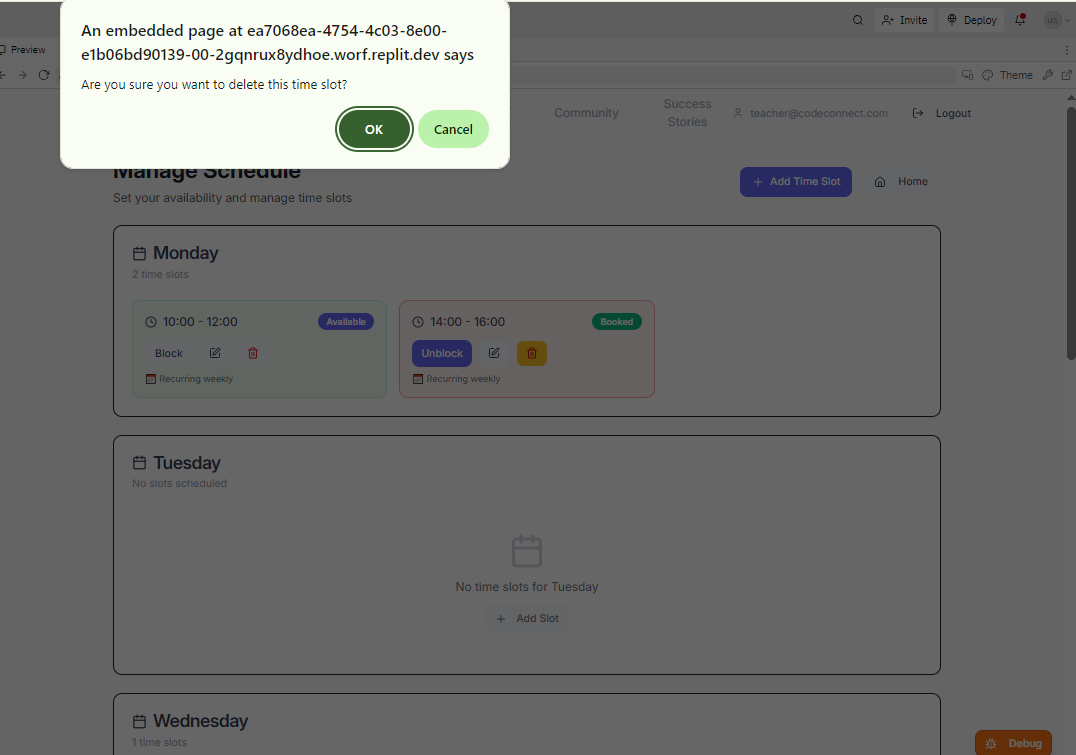 An embedded page at ea7068ea-4754-4c03-8e00-
e1b06bd90139-00-2gqnrux8ydhoe.worf.replit.dev says
Are you sure you want to delete this time slot?
OK
Cancel
Invite
Deploy
UG
Preview
Theme
Community
Success
Stories
teacher@codeconnect.com
Logout
Manage Schedule
Set your availability and manage time slots
Add Time Slot
Home
Monday
2 time slots
10:00 - 12:00
Available
Block
Recurring weekly
14:00 - 16:00
Booked
Unblock
Recurring weekly
Tuesday
No slots scheduled
No time slots for Tuesday
Add Slot
Wednesday
1 time slots
Debug